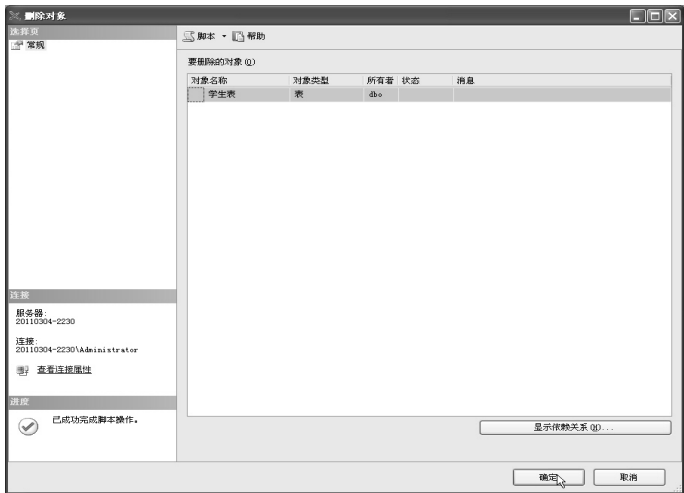 删除对象
选择页
常规
脚本 帮助
要删除的对象(Q)
对象名称 对象类型 所有者 状态 消息
学生表 表 dbo
连接
服务器:
20110304-2230
连接:
20110304-2230\Administrator
查看连接属性
进度
已成功完成脚本操作。
显示依赖关系(H)...
确定 取消